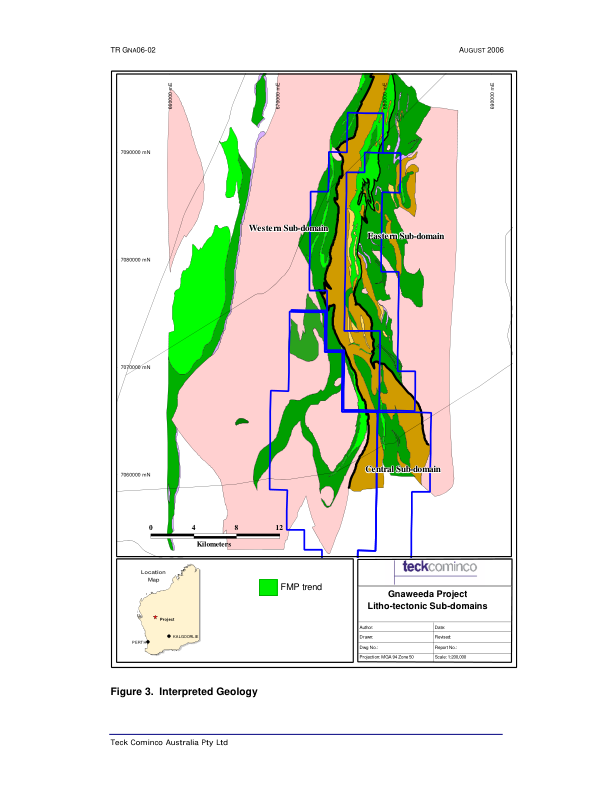 TR GNA06-02
AUGUST 2006
660000 mE
670000 mE
680000 mE
690000 mE
7090000 mN
Western Sub-domain
Eastern Sub-domain
7080000 mN
7070000 mN
7060000 mN
Central Sub-domain
0 4 8 12
Kilometers
Location
Map
Project
PERTH
KALGOORLIE
FMP trend
teckcominco
Gnaweeda Project
Litho-tectonic Sub-domains
Author: Date:
Drawn: Revised:
Dwg No.: Report No.:
Projection: MGA 94 Zone 50 Scale: 1:200,000
Figure 3. Interpreted Geology
Teck Cominco Australia Pty Ltd